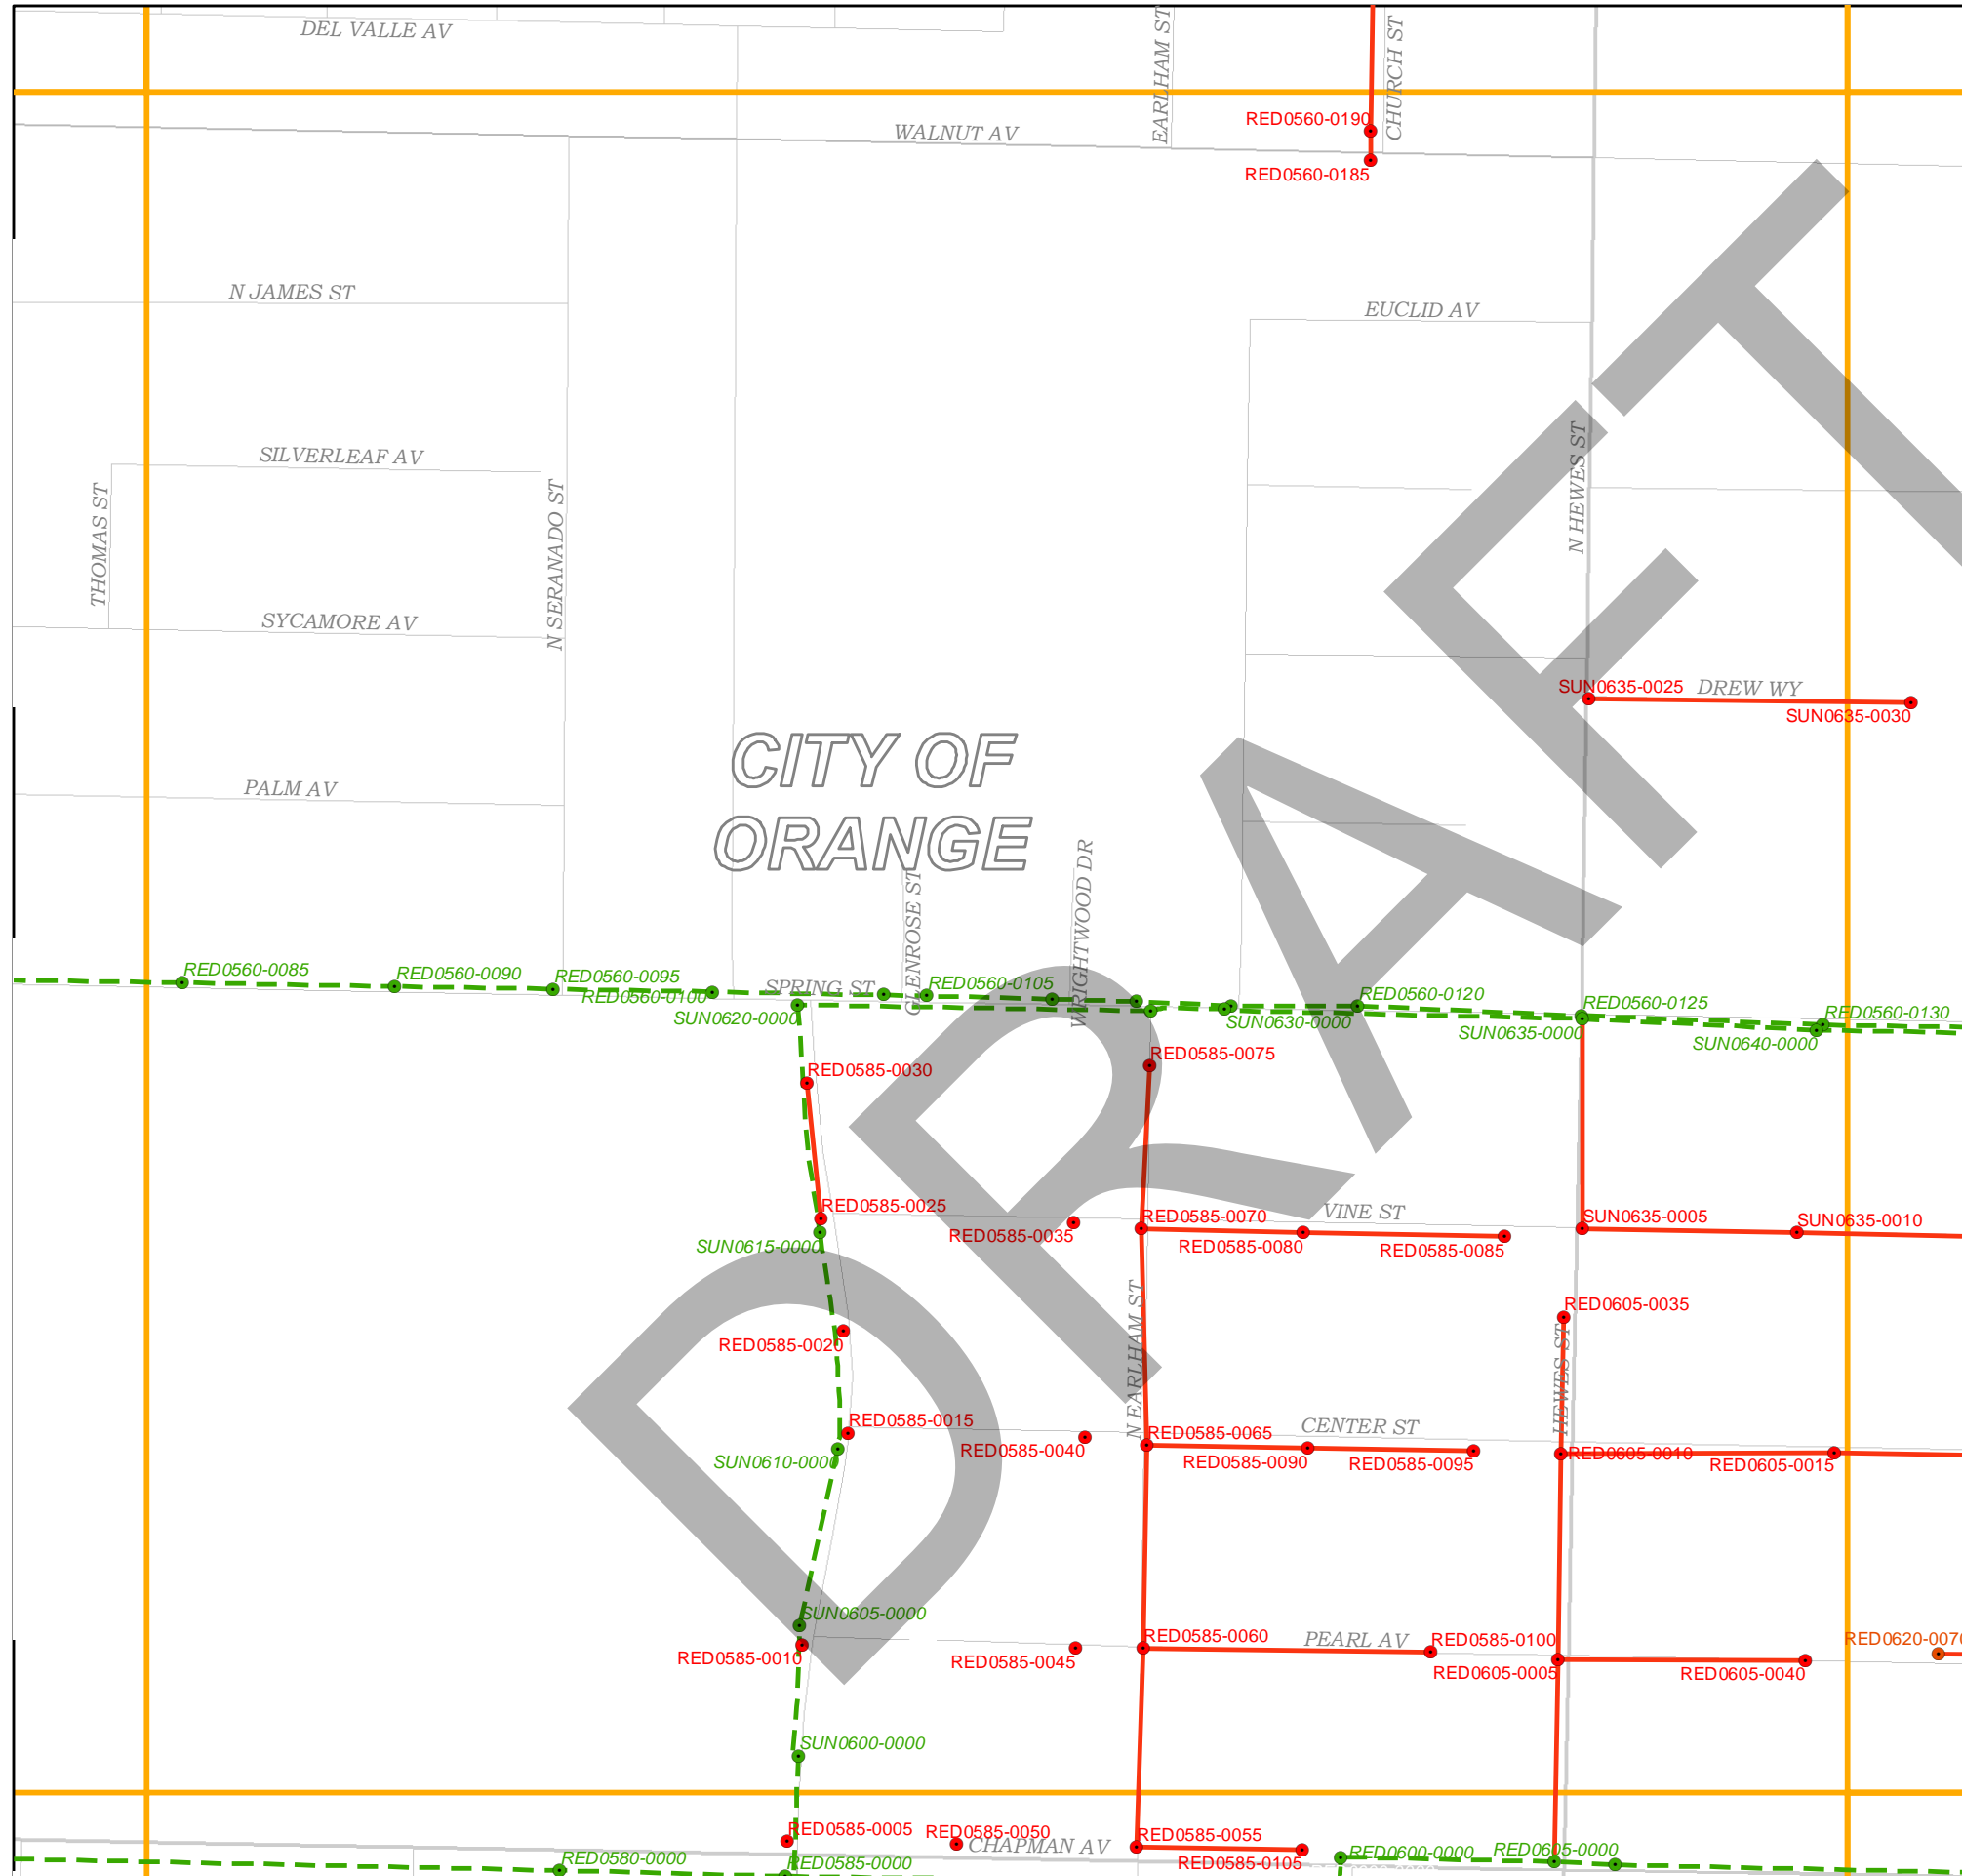 DEL VALLE AV
EARLHAM ST
CHURCH ST
RED0560-0190
WALNUT AV
RED0560-0185
N JAMES ST
EUCLID AV
N HEWES ST
SILVERLEAF AV
THOMAS ST
N SERANADO ST
SYCAMORE AV
SUN0635-0025
DREW WY
SUN0635-0030
CITY OF
ORANGE
PALM AV
GLENROSE ST
WRIGHTWOOD DR
RED0560-0085
RED0560-0090
RED0560-0095
RED0560-0100
SPRING ST
RED0560-0105
RED0560-0120
RED0560-0125
RED0560-0130
SUN0620-0000
SUN0630-0000
SUN0635-0000
SUN0640-0000
RED0585-0075
RED0585-0030
RED0585-0025
RED0585-0035
RED0585-0070
VINE ST
SUN0635-0005
SUN0635-0010
SUN0615-0000
RED0585-0080
RED0585-0085
N EARLHAM ST
RED0605-0035
HEWES ST
RED0585-0020
RED0585-0015
RED0585-0040
RED0585-0065
CENTER ST
SUN0610-0000
RED0585-0090
RED0585-0095
RED0605-0010
RED0605-0015
SUN0605-0000
RED0585-0010
RED0585-0045
RED0585-0060
PEARL AV
RED0585-0100
RED0620-0070
RED0605-0005
RED0605-0040
SUN0600-0000
RED0585-0005
RED0585-0050
CHAPMAN AV
RED0585-0055
RED0580-0000
RED0585-0000
RED0585-0105
RED0600-0000
RED0605-0000
DRAFT